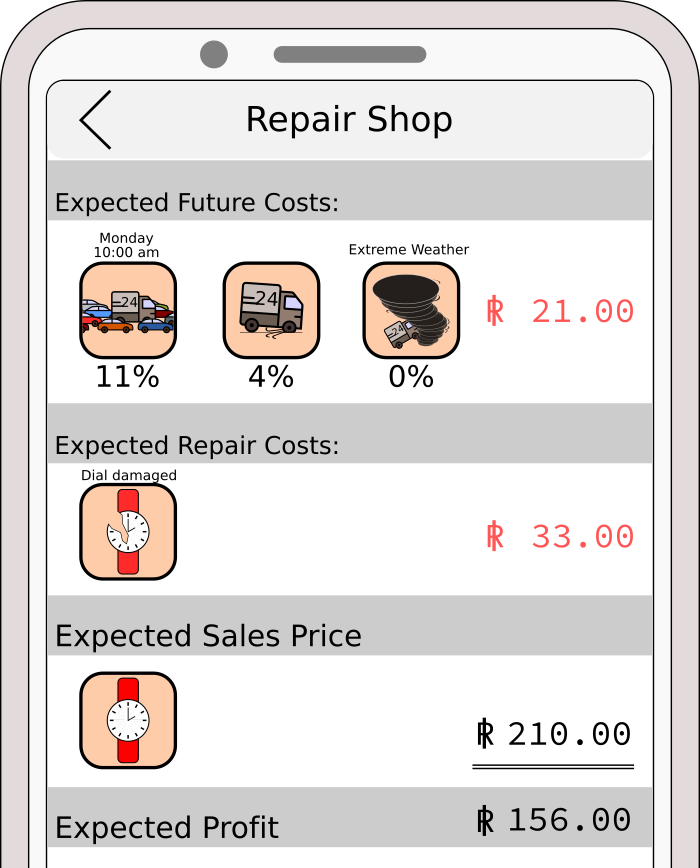 Repair Shop
Expected Future Costs:
Monday
10:00 am
Extreme Weather
24
24
24
R 21.00
11%
4%
0%
Expected Repair Costs:
Dial damaged
R 33.00
Expected Sales Price
R 210.00
Expected Profit
R 156.00